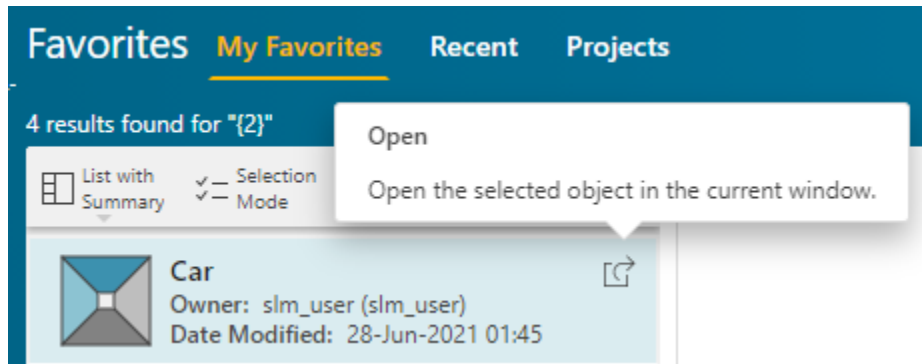 Favorites My Favorites Recent Projects
4 results found for "{2}"
Open
Open the selected object in the current window.
List with
Summary
Selection
Mode
Car
Owner: slm_user (slm_user)
Date Modified: 28-Jun-2021 01:45